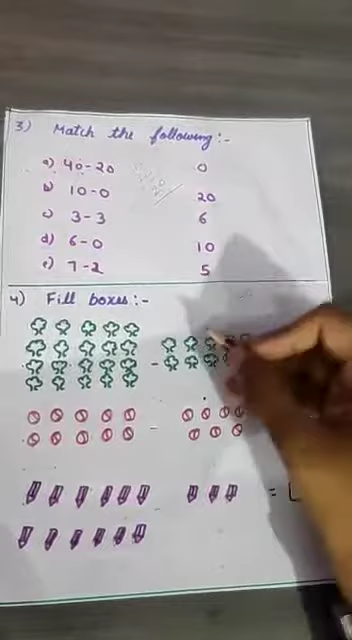 3) Match the following:-
a) 40-20 0
b) 10-0 20
c) 3-3 6
d) 6-0 10
e) 7-2 5
4) Fill boxes:-
-
-
=